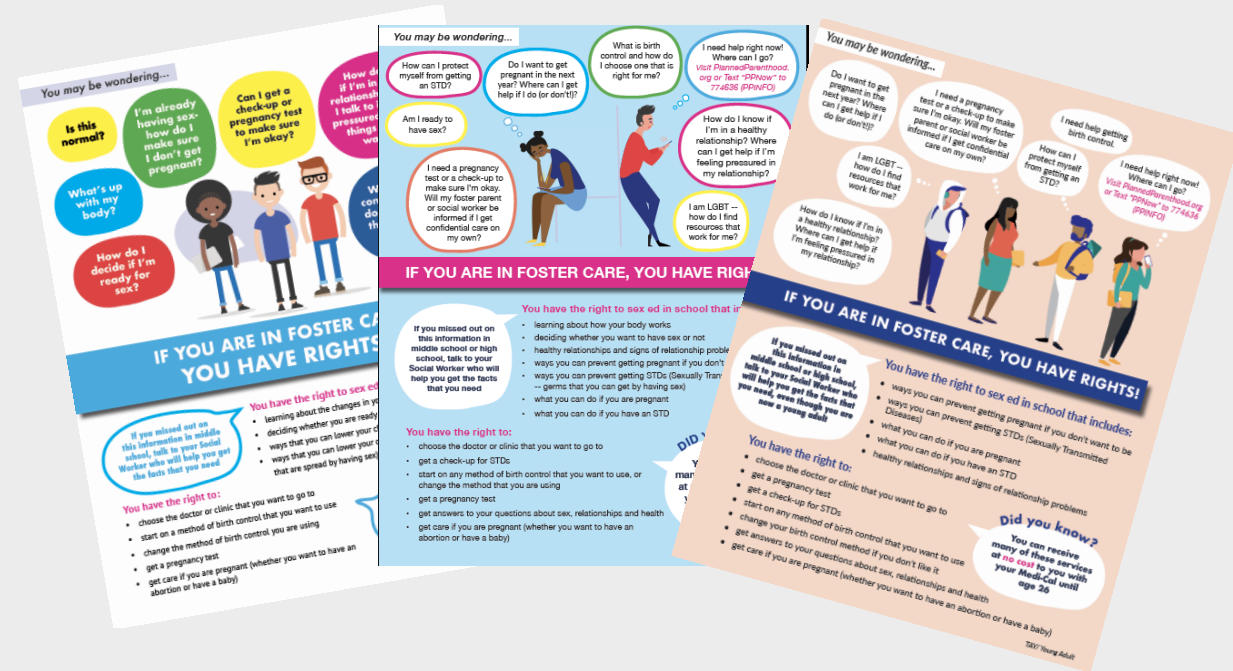 You may be wondering...
Is this
normal?
I'm already
having sex-
how do I
make sure
I don't get
pregnant?
Can I get a
check-up or
pregnancy test
to make sure
I'm okay?
How do
if I'm in
relationsh
I talk to
pressured
things
wa
What's up
with my
body?
How do I
decide if I'm
ready for
sex?
W
con
do
th
IF YOU ARE IN FOSTER CA
YOU HAVE RIGHTS
If you missed out on
this information in middle
school, talk to your Social
Worker who will help you get
the facts that you need
You have the right to sex ed
• learning about the changes in yo
• deciding whether you are ready
• ways that you can lower your c
• ways that you can lower your
that are spread by having sex)
You have the right to:
• choose the doctor or clinic that you want to go to
• start on a method of birth control that you want to use
• change the method of birth control you are using
• get a pregnancy test
• get care if you are pregnant (whether you want to have an
abortion or have a baby)
You may be wondering...
How can I protect
myself from getting
an STD?
Do I want to get
pregnant in the next
year? Where can I get
help if I do (or don't!)?
What is birth
control and how do
I choose one that is
right for me?
I need help right now!
Where can I go?
Visit PlannedParenthood.
org or Text "PPNow" to
774636 (PPINFO)
Am I ready to
have sex?
I need a pregnancy
test or a check-up to
make sure I'm okay.
Will my foster parent
or social worker be
informed if I get
confidential care on
my own?
How do I know if
I'm in a healthy
relationship? Where
can I get help if I'm
feeling pressured in
my relationship?
I am LGBT --
how do I find
resources that
work for me?
IF YOU ARE IN FOSTER CARE, YOU HAVE RIGH
If you missed out on
this information in
middle school or high
school, talk to your
Social Worker who will
help you get the facts
that you need
You have the right to sex ed in school that in
• learning about how your body works
• deciding whether you want to have sex or not
• healthy relationships and signs of relationship proble
• ways you can prevent getting pregnant if you don't
• ways you can prevent getting STDs (Sexually Tran
-- germs that you can get by having sex)
• what can you do if you are pregnant
• what can you do if you have an STD
You have the right to:
• choose the doctor or clinic that you want to go to
• get a check-up for STDs
• start on any method of birth control that you want to use, or
change the method that you are using
• get a pregnancy test
• get answers to your questions about sex, relationships and health
• get care if you are pregnant (whether you want to have an
abortion or have a baby)
DID Y
Y
man
at
y
You may be wondering...
Do I want to get
pregnant in the
next year? Where
can I get help if I
do (or don't!)?
I need a pregnancy
test or a check-up to make
sure I'm okay. Will my foster
parent or social worker be
informed if I get confidential
care on my own?
I need help getting
birth control.
How can I
protect myself
from getting an
STD?
I need help right now!
Where can I go?
Visit PlannedParenthood.org
or Text "PPNow" to 774636
(PPINFO)
I am LGBT --
how do I find
resources that
work for me?
How do I know if I'm in
a healthy relationship?
Where can I get help if
I'm feeling pressured in
my relationship?
IF YOU ARE IN FOSTER CARE, YOU HAVE RIGHTS!
If you missed out on
this information in
middle school or high school,
talk to your Social Worker who
will help you get the facts that
you need, even though you are
now a young adult
You have the right to sex ed in school that includes:
• ways you can prevent getting pregnant if you don't want to be
• ways you can prevent getting STDs (Sexually Transmitted
Diseases)
• what can you do if you are pregnant
• what can you do if you have an STD
• healthy relationships and signs of relationship problems
You have the right to:
• choose the doctor or clinic that you want to go to
• get a pregnancy test
• get a check-up for STDs
• start on any method of birth control that you want to use
• change your birth control method if you don't like it
• get answers to your questions about sex, relationships and health
• get care if you are pregnant (whether you want to have an abortion or have a baby)
Did you know?
You can receive
many of these services
at no cost to you with
your Medi-Cal until
age 26
TAY/ Young Adult